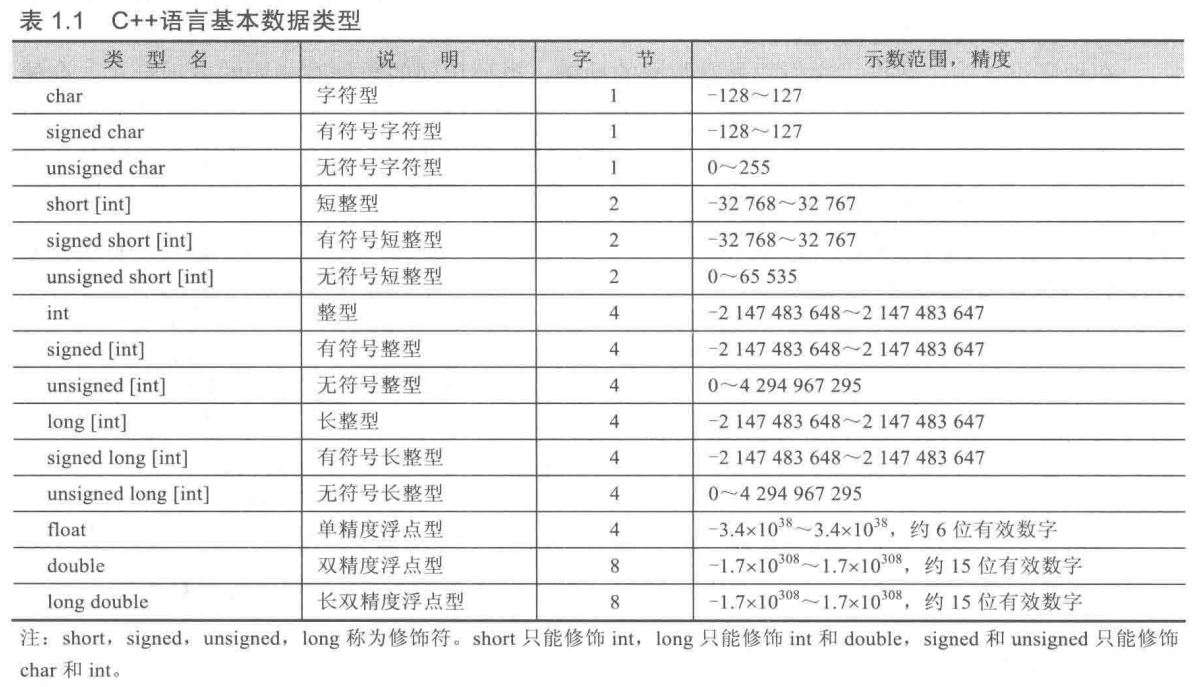 表 1.1 C++语言基本数据类型
类 型 名 说 明 字 节 示数范围，精度
char 字符型 1 -128～127
signed char 有符号字符型 1 -128～127
unsigned char 无符号字符型 1 0～255
short [int] 短整型 2 -32 768～32 767
signed short [int] 有符号短整型 2 -32 768～32 767
unsigned short [int] 无符号短整型 2 0～65 535
int 整型 4 -2 147 483 648～2 147 483 647
signed [int] 有符号整型 4 -2 147 483 648～2 147 483 647
unsigned [int] 无符号整型 4 0～4 294 967 295
long [int] 长整型 4 -2 147 483 648～2 147 483 647
signed long [int] 有符号长整型 4 -2 147 483 648～2 147 483 647
unsigned long [int] 无符号长整型 4 0～4 294 967 295
float 单精度浮点型 4 -3.4×10³⁸～3.4×10³⁸，约 6 位有效数字
double 双精度浮点型 8 -1.7×10³⁰⁸～1.7×10³⁰⁸，约 15 位有效数字
long double 长双精度浮点型 8 -1.7×10³⁰⁸～1.7×10³⁰⁸，约 15 位有效数字
注：short，signed，unsigned，long 称为修饰符。short 只能修饰 int，long 只能修饰 int 和 double，signed 和 unsigned 只能修饰
char 和 int。